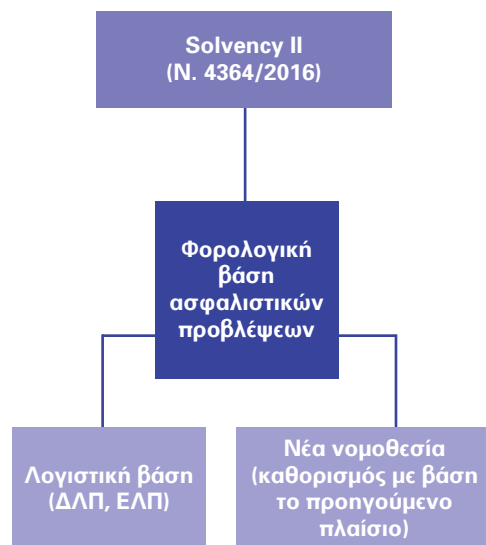 Solvency II
(Ν. 4364/2016)
Φορολογική
βάση
ασφαλιστικών
προβλέψεων
Λογιστική βάση
(ΔΛΠ, ΕΛΠ)
Νέα νομοθεσία
(καθορισμός με βάση
το προηγούμενο
πλαίσιο)